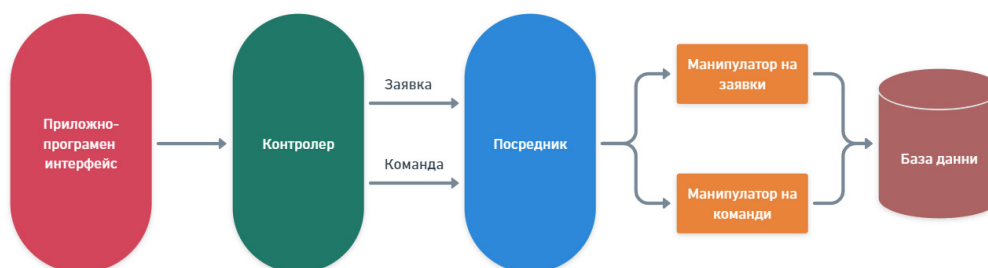 Приложно-
програмен
интерфейс
Контролер
Заявка
Команда
Посредник
Манипулатор на
заявки
Манипулатор на
команди
База данни